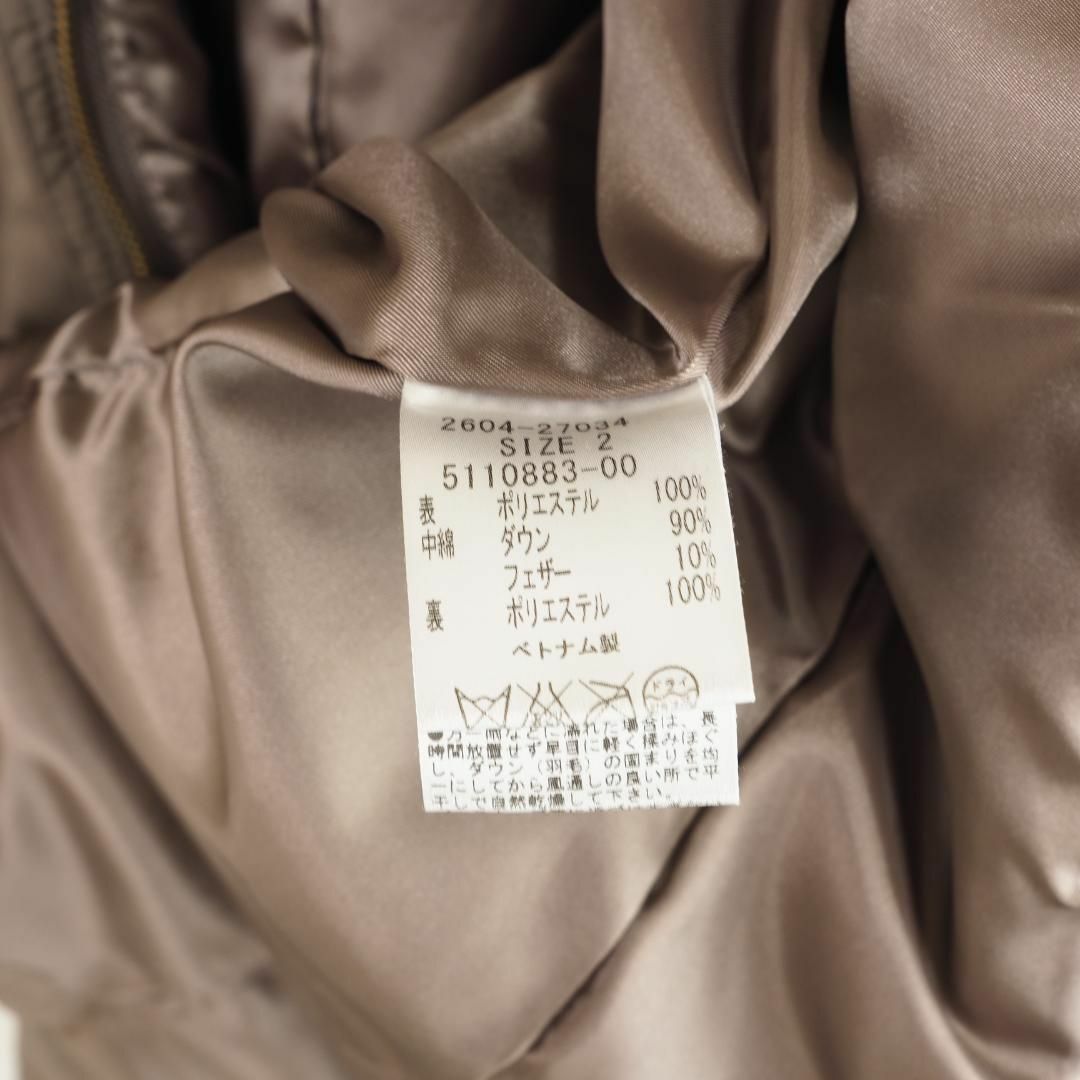 2604-27034
SIZE 2
5110883-00
表 ポリエステル 100%
中綿 ダウン 90%
フェザー 10%
裏 ポリエステル 100%
ベトナム製
ドライ
●万一雨などに濡れた場合は、長
時間放置せず早目に軽くみほぐ
し、ダウン(羽毛)の固まりを均
一にしてから風通しの良い所で平
干しで自然乾燥して下さい。